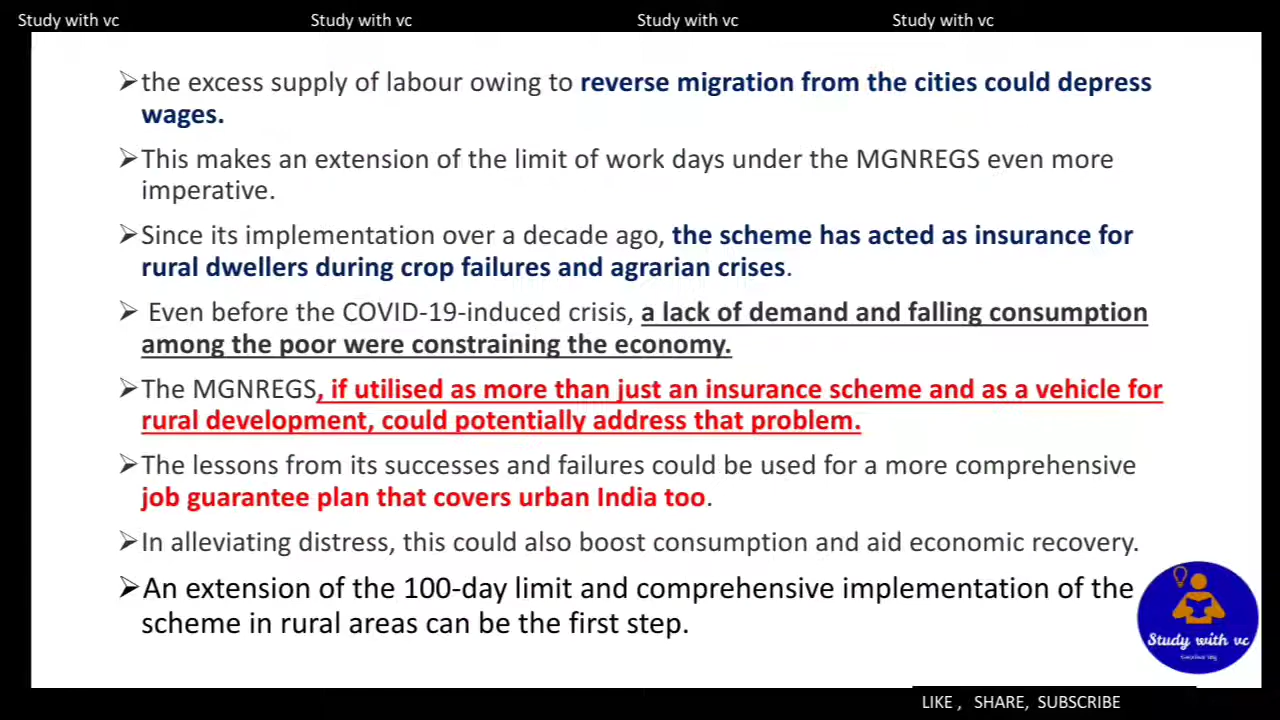 Study with vc Study with vc Study with vc Study with vc
➢the excess supply of labour owing to reverse migration from the cities could depress
wages.
➢This makes an extension of the limit of work days under the MGNREGS even more
imperative.
➢Since its implementation over a decade ago, the scheme has acted as insurance for
rural dwellers during crop failures and agrarian crises.
➢ Even before the COVID-19-induced crisis, a lack of demand and falling consumption
among the poor were constraining the economy.
➢The MGNREGS, if utilised as more than just an insurance scheme and as a vehicle for
rural development, could potentially address that problem.
➢The lessons from its successes and failures could be used for a more comprehensive
job guarantee plan that covers urban India too.
➢In alleviating distress, this could also boost consumption and aid economic recovery.
➢An extension of the 100-day limit and comprehensive implementation of the
scheme in rural areas can be the first step.
Study with vc
LIKE , SHARE, SUBSCRIBE